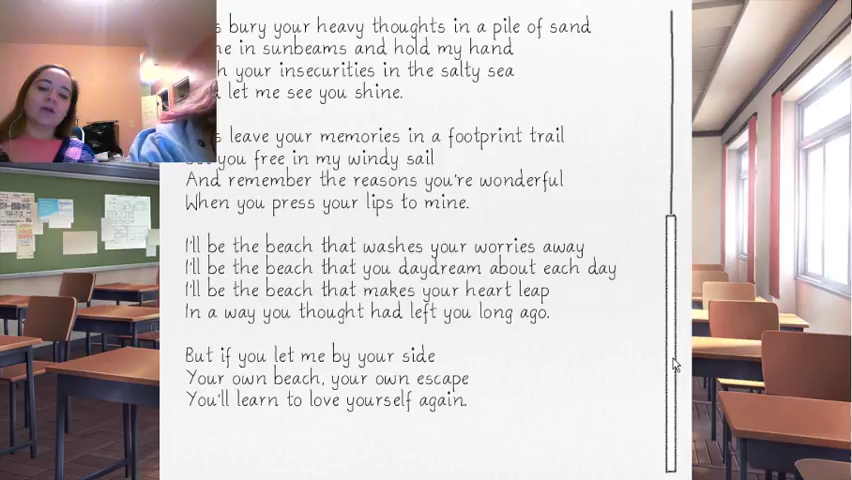 bury your heavy thoughts in a pile of sand
in sunbeams and hold my hand
your insecurities in the salty sea
let me see you shine.
leave your memories in a footprint trail
you free in my windy sail
And remember the reasons you're wonderful
When you press your lips to mine.
I'll be the beach that washes your worries away
I'll be the beach that you daydream about each day
I'll be the beach that makes your heart leap
In a way you thought had left you long ago.
But if you let me by your side
Your own beach, your own escape
You'll learn to love yourself again.